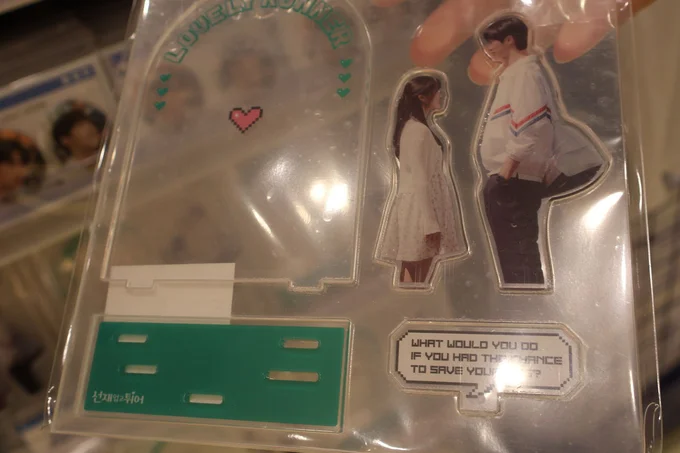 LOVELY RUNNER
선재업고튀어
WHAT WOULD YOU DO
IF YOU HAD THE CHANCE
TO SAVE YOUR